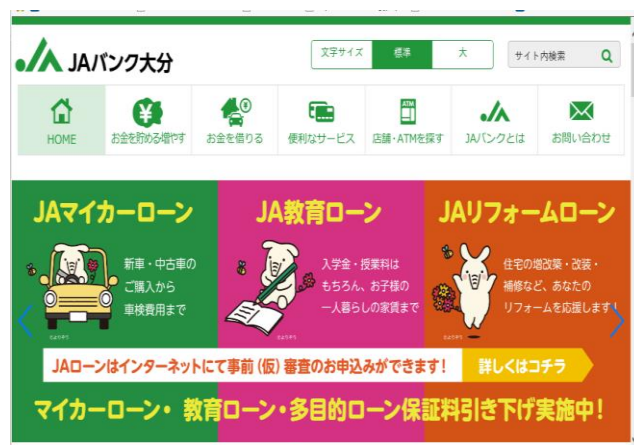 JAバンク大分
文字サイズ 標準 大
サイト内検索
HOME お金を貯める増やす お金を借りる 便利なサービス 店舗・ATMを探す JAバンクとは お問い合わせ
ATM
JAマイカーローン
新車・中古車の
ご購入から
車検費用まで
JA教育ローン
入学金・授業料は
もちろん、お子様の
一人暮らしの家賃まで
JAリフォームローン
住宅の増改築・改装・
補修など、あなたの
リフォームを応援します!
JAローンはインターネットにて事前(仮)審査のお申込みができます! 詳しくはコチラ
マイカーローン・教育ローン・多目的ローン保証料引き下げ実施中!